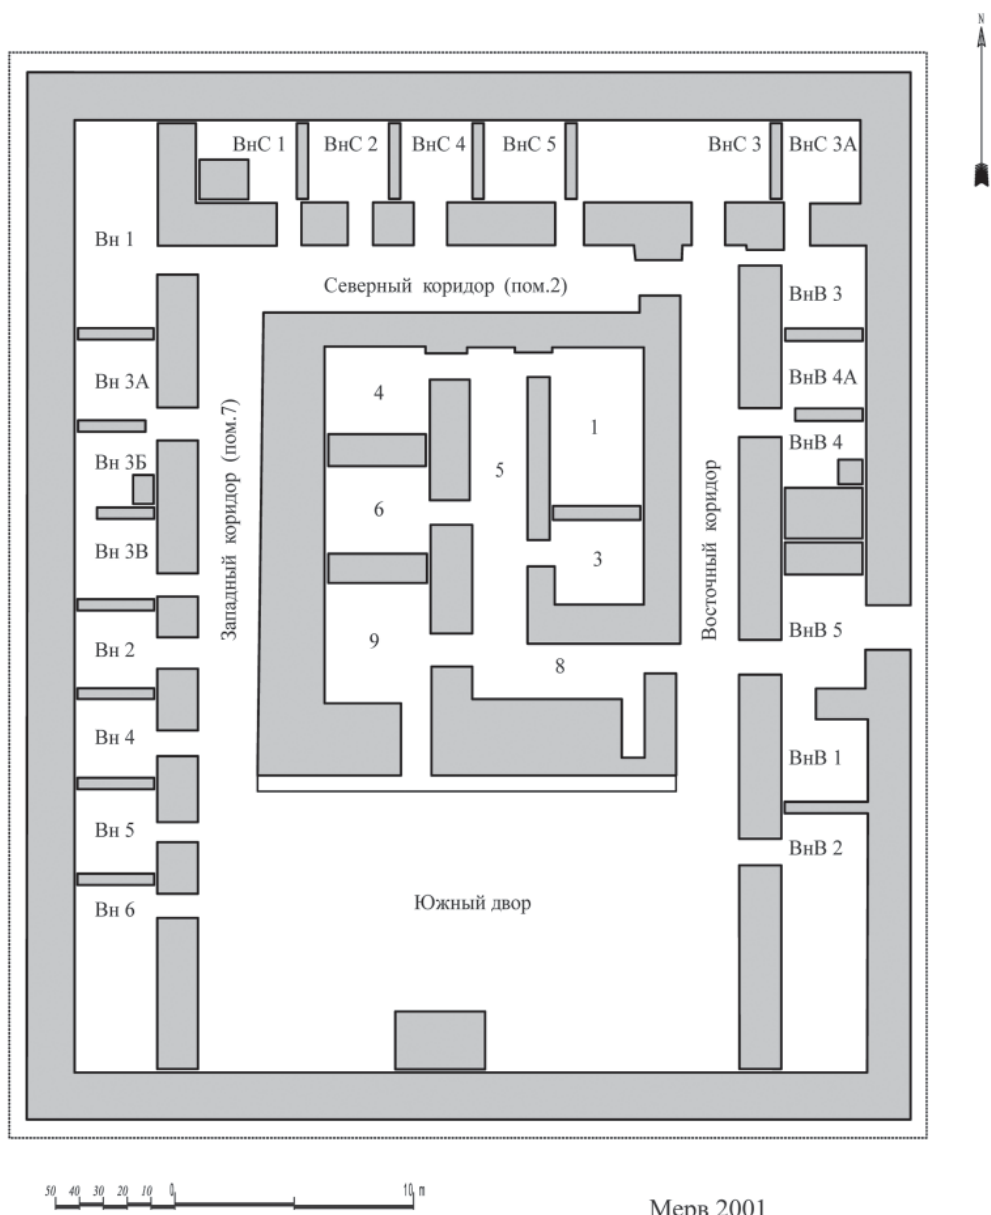 N
ВнС 1
ВнС 2
ВнС 4
ВнС 5
ВнС 3
ВнС 3А
Вн 1
Северный коридор (пом.2)
ВнВ 3
Вн 3А
4
ВнВ 4А
1
ВнВ 4
Вн 3Б
5
6
Западный коридор (пом.7)
Восточный коридор
Вн 3В
3
ВнВ 5
9
Вн 2
8
Вн 4
ВнВ 1
Вн 5
ВнВ 2
Вн 6
Южный двор
50 40 30 20 10 0 10 m
Мерв 2001